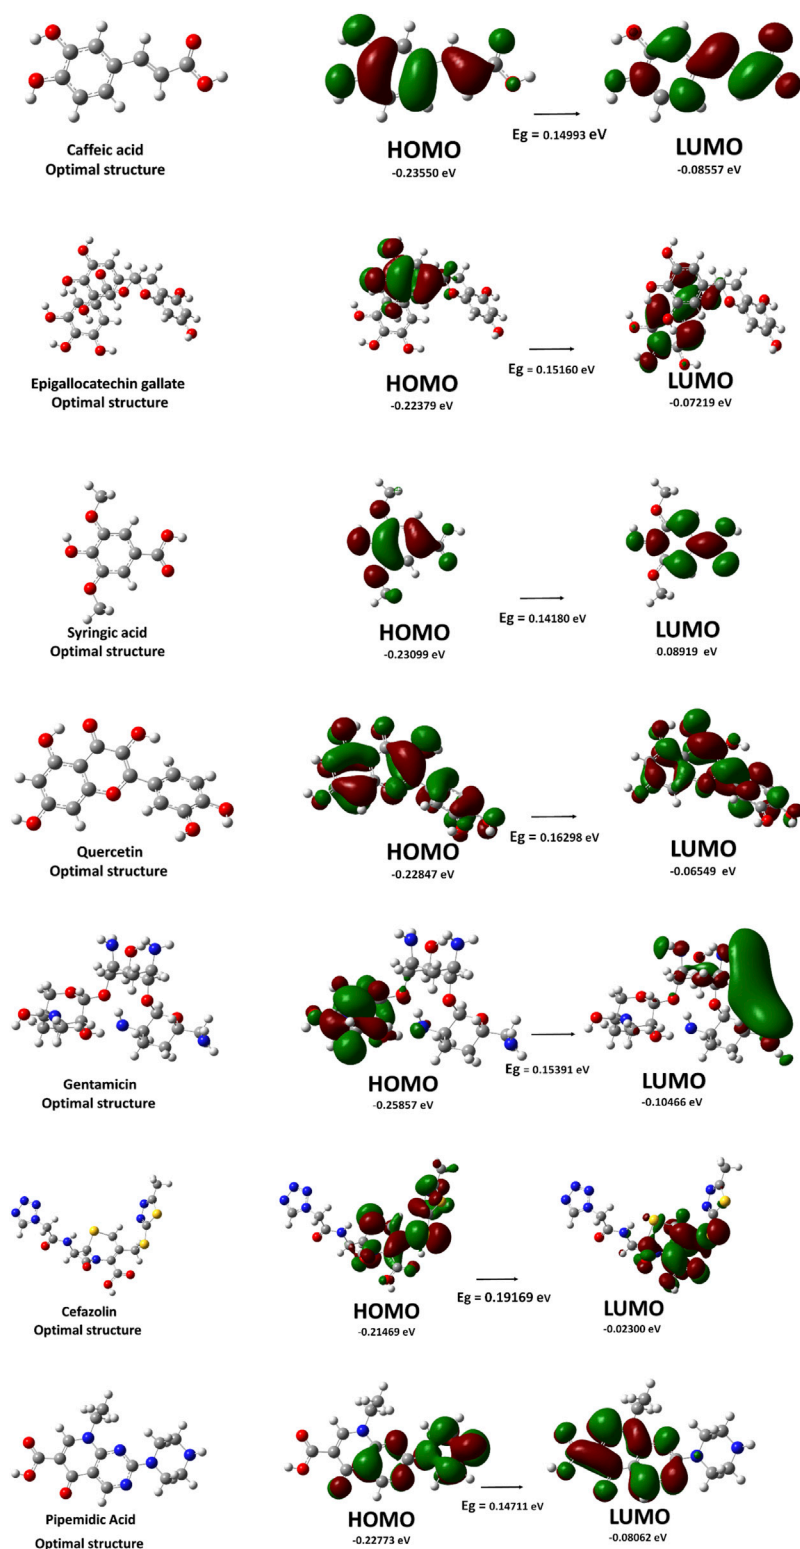 HOMO
LUMO
Eg = 0.14993 eV
Caffeic acid
Optimal structure
-0.23550 eV
-0.08557 eV
Epigallocatechin gallate
Optimal structure
HOMO
-0.22379 eV
Eg = 0.15160 eV
LUMO
-0.07219 eV
Syringic acid
Optimal structure
HOMO
-0.23099 eV
Eg = 0.14180 eV
LUMO
0.08919 eV
Quercetin
Optimal structure
HOMO
-0.22847 eV
Eg = 0.16298 eV
LUMO
-0.06549 eV
Gentamicin
Optimal structure
HOMO
-0.25857 eV
Eg = 0.15391 eV
LUMO
-0.10466 eV
Cefazolin
Optimal structure
HOMO
-0.21469 eV
Eg = 0.19169 eV
LUMO
-0.02300 eV
Pipemidic Acid
Optimal structure
HOMO
-0.22773 eV
Eg = 0.14711 eV
LUMO
-0.08062 eV